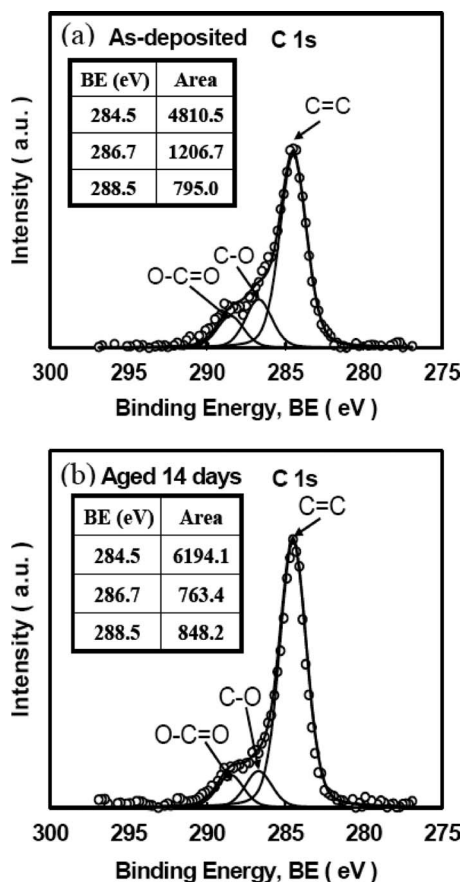 (a) As-deposited C 1s
BE (eV) Area
284.5 4810.5
286.7 1206.7
288.5 795.0
C=C
C-O
O-C=O
Intensity ( a.u. )
300 295 290 285 280 275
Binding Energy, BE ( eV )
(b) Aged 14 days C 1s
BE (eV) Area
284.5 6194.1
286.7 763.4
288.5 848.2
C=C
C-O
O-C=O
Intensity ( a.u. )
300 295 290 285 280 275
Binding Energy, BE ( eV )